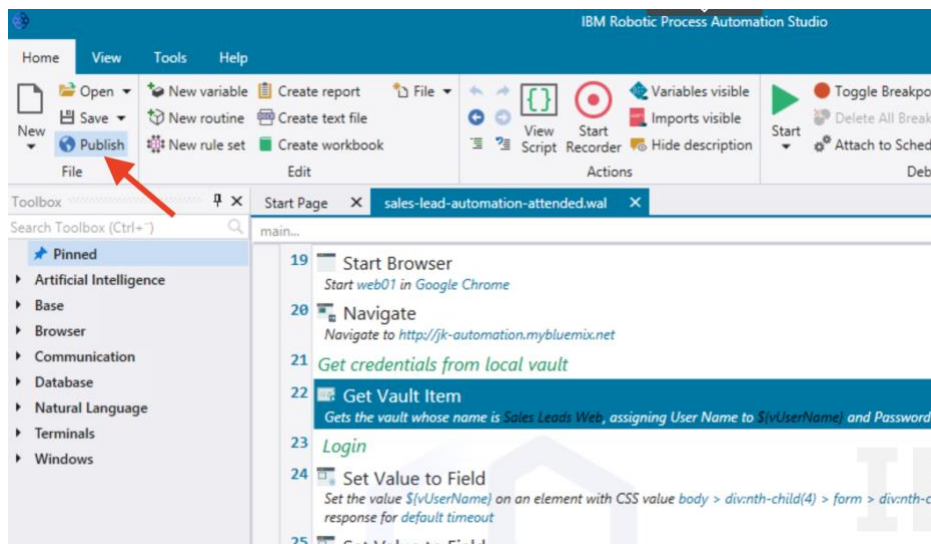 IBM Robotic Process Automation Studio
Home View Tools Help
Open New variable Create report File Variables visible Toggle Breakpo
Save New routine Create text file Imports visible Delete All Break
New Publish New rule set Create workbook View Script Start Recorder Hide description Start Attach to Sched
File Edit Actions Deb
Toolbox Start Page sales-lead-automation-attended.wal
Search Toolbox (Ctrl+¨) main...
Pinned
Artificial Intelligence
Base
Browser
Communication
Database
Natural Language
Terminals
Windows
19 Start Browser
Start web01 in Google Chrome
20 Navigate
Navigate to http://jk-automation.mybluemix.net
21 Get credentials from local vault
22 Get Vault Item
Gets the vault whose name is Sales Leads Web, assigning User Name to ${vUserName} and Password
23 Login
24 Set Value to Field
Set the value ${vUserName} on an element with CSS value body > div:nth-child(4) > form > div:nth-c
response for default timeout
25 Set Value to Field